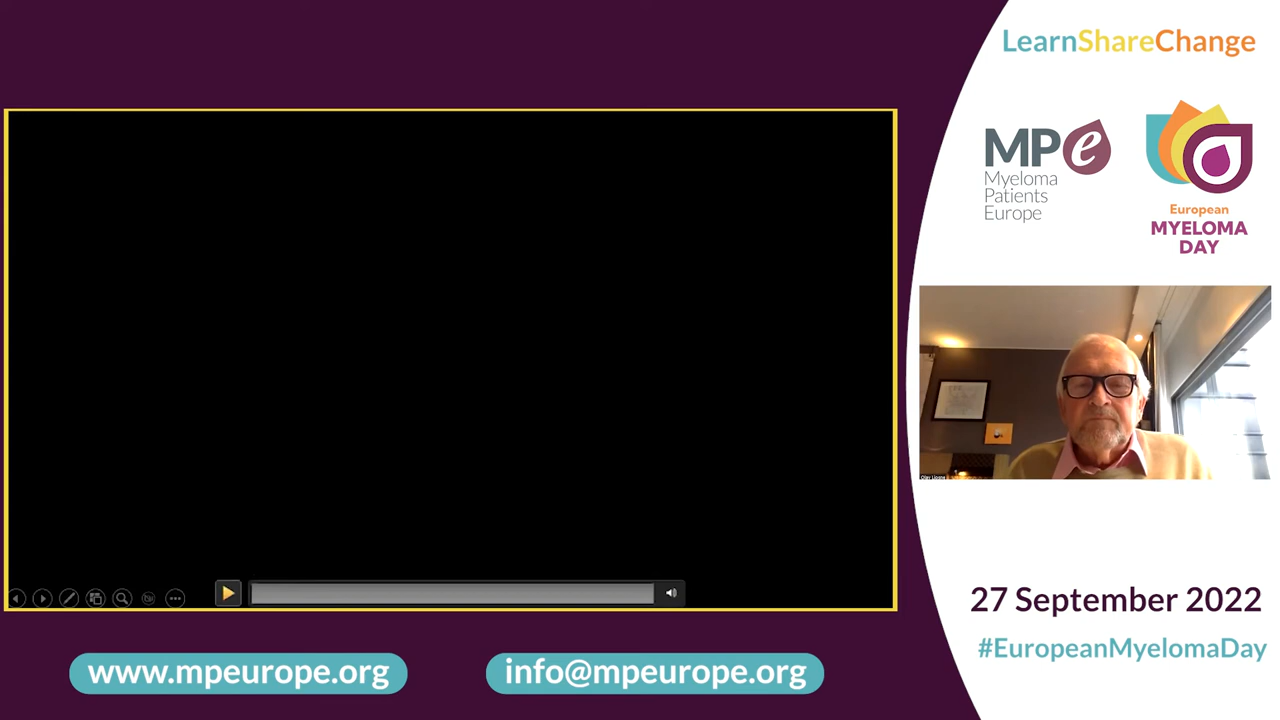 LearnShareChange
MPe
Myeloma
Patients
Europe
European
MYELOMA
DAY
27 September 2022
#EuropeanMyelomaDay
www.mpeurope.org
info@mpeurope.org